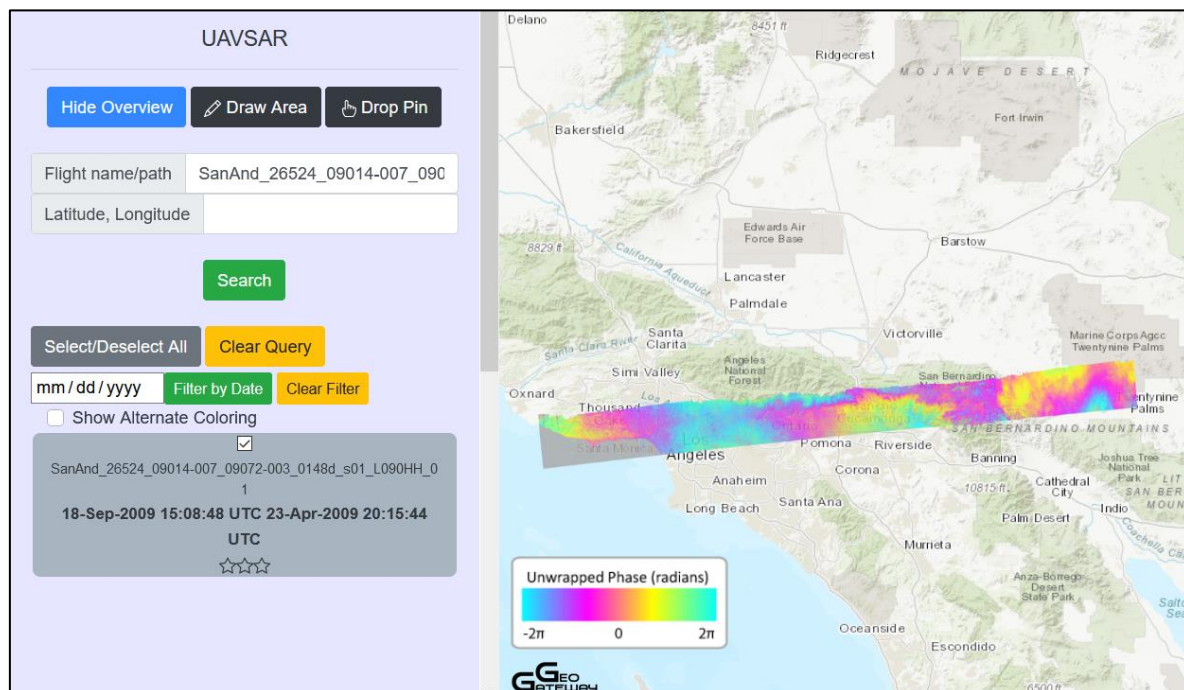 UAVSAR
Hide Overview
Draw Area
Drop Pin
Flight name/path
SanAnd_26524_09014-007_090
Latitude, Longitude
Search
Select/Deselect All
Clear Query
mm / dd / yyyy
Filter by Date
Clear Filter
Show Alternate Coloring
SanAnd_26524_09014-007_09072-003_0148d_s01_L090HH_0
1
18-Sep-2009 15:08:48 UTC 23-Apr-2009 20:15:44
UTC
Delano
8451 ft
Ridgecrest
MOJAVE DESERT
Fort Irwin
Bakersfield
Edwards Air
Force Base
8829 ft
California Aqueduct
Barstow
Lancaster
Palmdale
Santa
Clarita
Santa Clara River
Victorville
Marine Corps Agcc
Twentynine Palms
Simi Valley
Angeles
National
Forest
San Bernardino
Oxnard
Thousand
Los
Santa Monica
Los
Angeles
Ontario
Rancho
Cucamonga
Twentynine
Palms
SAN BERNARDINO MOUNTAINS
Pomona
Riverside
Banning
Joshua Tree
National
Park
Corona
Anaheim
Long Beach
Santa Ana
10815 ft
Cathedral
City
Palm Desert
Indio
Coachella
Murrieta
Anza-Borrego
Desert
State Park
Oceanside
Escondido
6500 ft
Unwrapped Phase (radians)
-2π
0
2π
GEO
GATEWAY